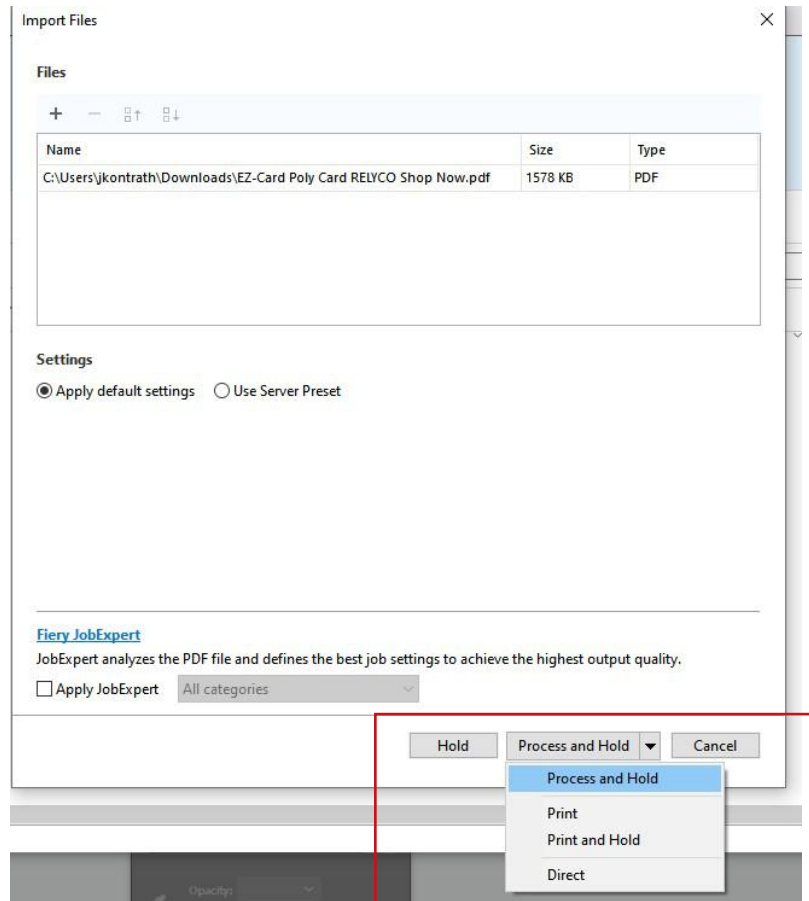 Import Files
Files
Name Size Type
C:\Users\jkontrath\Downloads\EZ-Card Poly Card RELYCO Shop Now.pdf 1578 KB PDF
Settings
Apply default settings Use Server Preset
Fiery JobExpert
JobExpert analyzes the PDF file and defines the best job settings to achieve the highest output quality.
Apply JobExpert All categories
Hold Process and Hold Cancel
Process and Hold
Print
Print and Hold
Direct
Opacity: